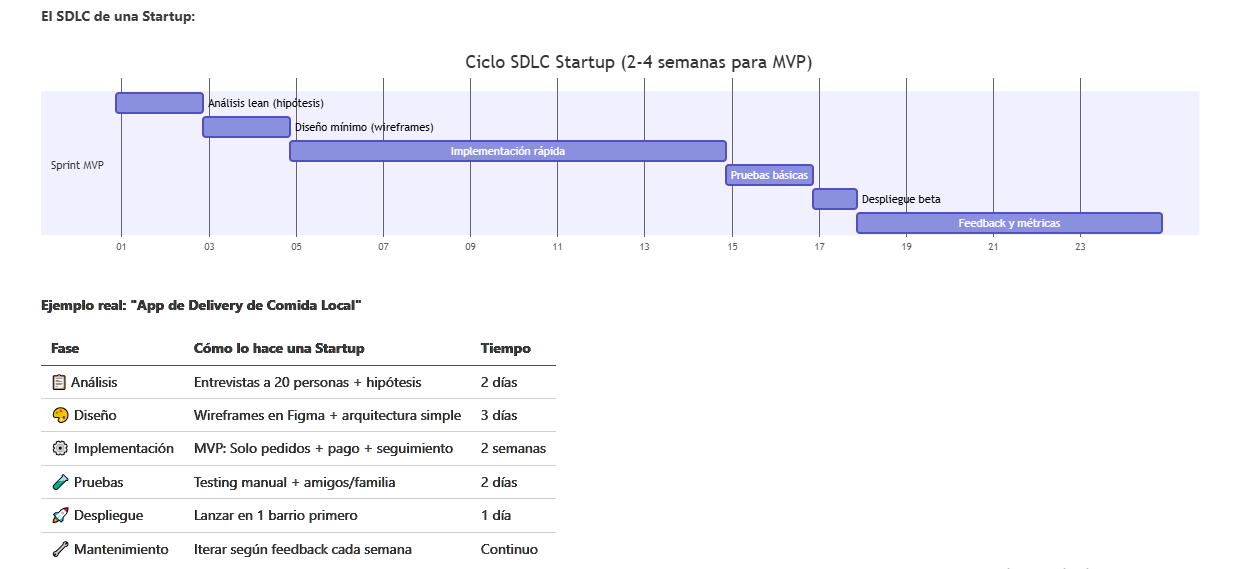 El SDLC de una Startup:
Ciclo SDLC Startup (2-4 semanas para MVP)
Análisis lean (hipótesis)
Diseño mínimo (wireframes)
Implementación rápida
Sprint MVP
Pruebas básicas
Despliegue beta
Feedback y métricas
01 03 05 07 09 11 13 15 17 19 21 23
Ejemplo real: "App de Delivery de Comida Local"
Fase Cómo lo hace una Startup Tiempo
Análisis Entrevistas a 20 personas + hipótesis 2 días
Diseño Wireframes en Figma + arquitectura simple 3 días
Implementación MVP: Solo pedidos + pago + seguimiento 2 semanas
Pruebas Testing manual + amigos/familia 2 días
Despliegue Lanzar en 1 barrio primero 1 día
Mantenimiento Iterar según feedback cada semana Continuo